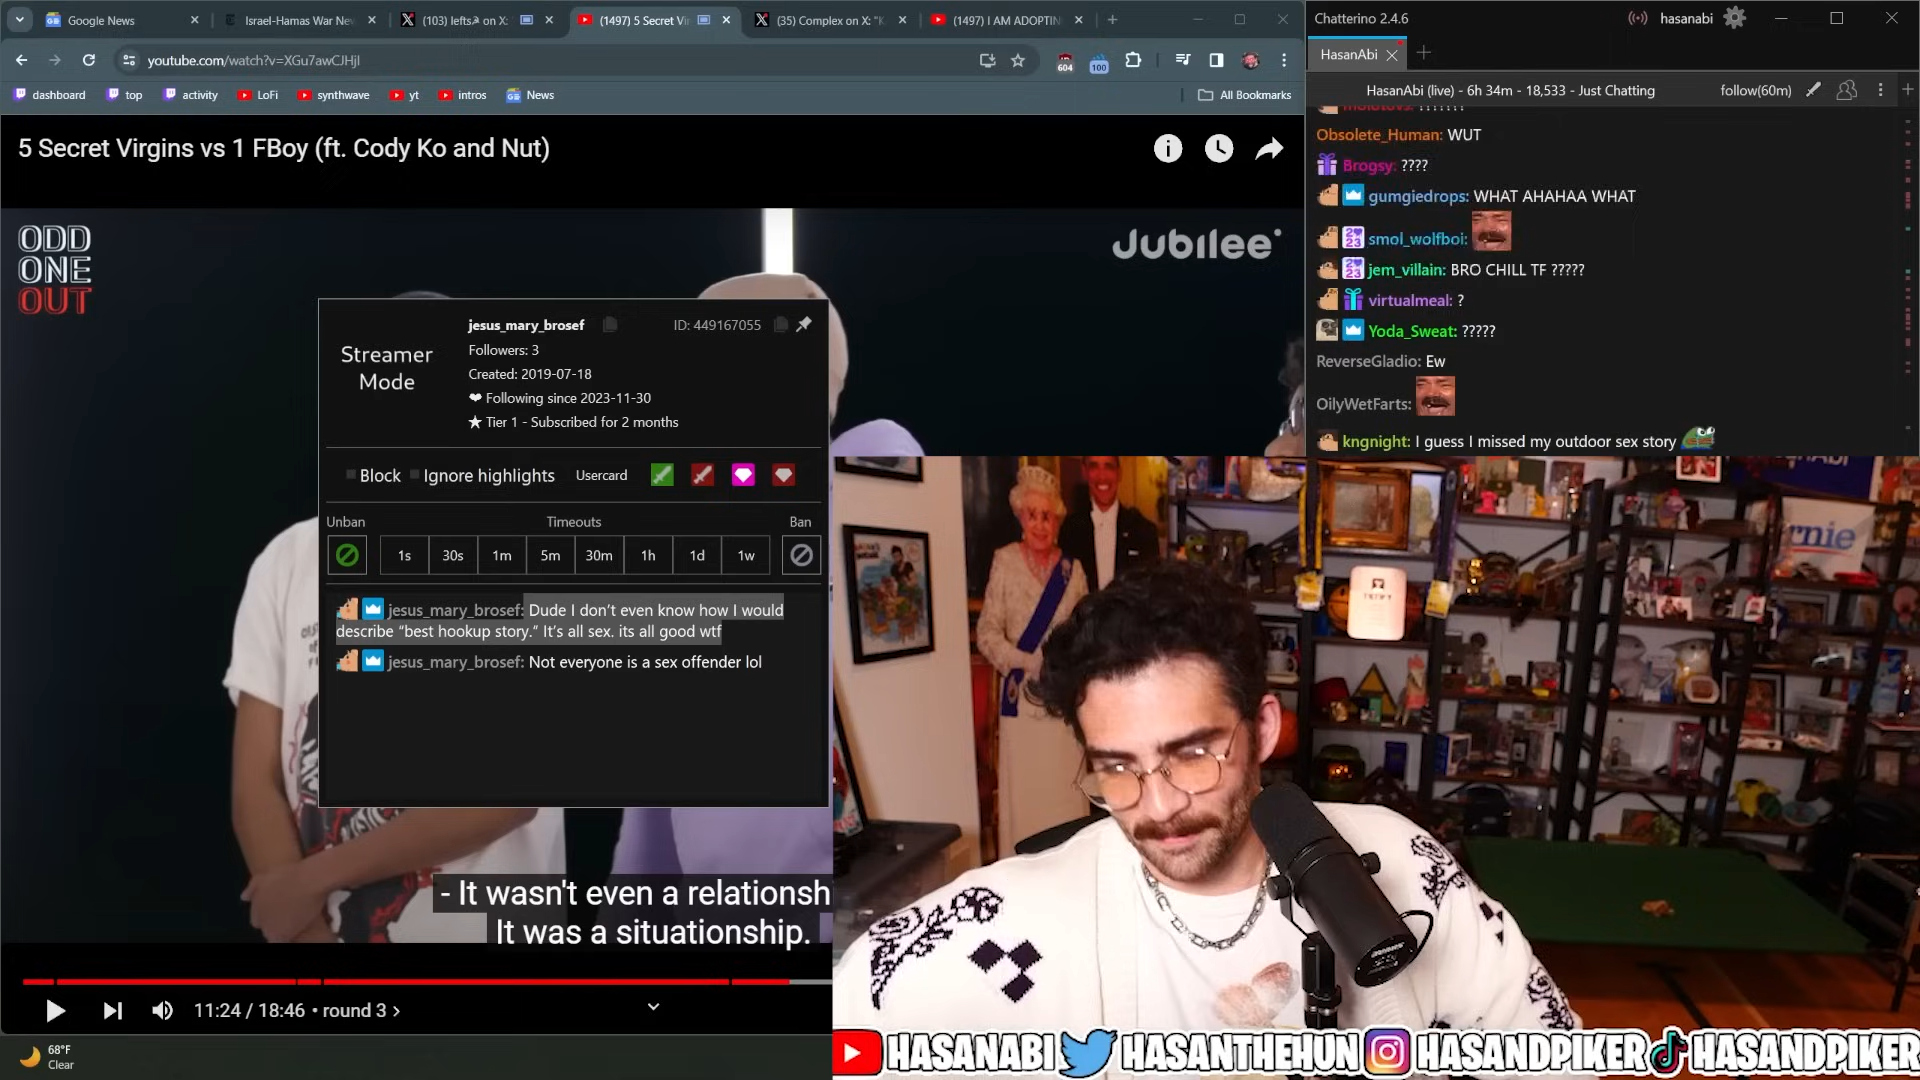 Google News
Israel-Hamas War Nev
(103) lefts on X:
(1497) 5 Secret Vir
(35) Complex on X: "K
(1497) I AM ADOPTIN
youtube.com/watch?v=XGu7awCJHjI
604
100
dashboard
top
activity
LoFi
synthwave
yt
intros
News
All Bookmarks
5 Secret Virgins vs 1 FBoy (ft. Cody Ko and Nut)
ODD
ONE
OUT
Jubilee
Streamer
Mode
jesus_mary_brosef
ID: 449167055
Followers: 3
Created: 2019-07-18
❤ Following since 2023-11-30
★ Tier 1 - Subscribed for 2 months
Block
Ignore highlights
Usercard
Unban
Timeouts
Ban
1s
30s
1m
5m
30m
1h
1d
1w
jesus_mary_brosef: Dude I don't even know how I would
describe “best hookup story.” It's all sex. its all good wtf
jesus_mary_brosef: Not everyone is a sex offender lol
- It wasn't even a relationsh
It was a situationship.
11:24 / 18:46 • round 3 >
68°F
Clear
Chatterino 2.4.6
hasanabi
HasanAbi
HasanAbi (live) - 6h 34m - 18,533 - Just Chatting
follow(60m)
Obsolete_Human: WUT
Brogsy: ????
gumgiedrops: WHAT AHAHAA WHAT
smol_wolfboi:
jem_villain: BRO CHILL TF ?????
virtualmeal: ?
Yoda_Sweat: ?????
ReverseGladio: Ew
OilyWetFarts:
kngnight: I guess I missed my outdoor sex story
rnie
HASANABI
HASANTHEHUN
HASANDPIKER
HASANDPIKER